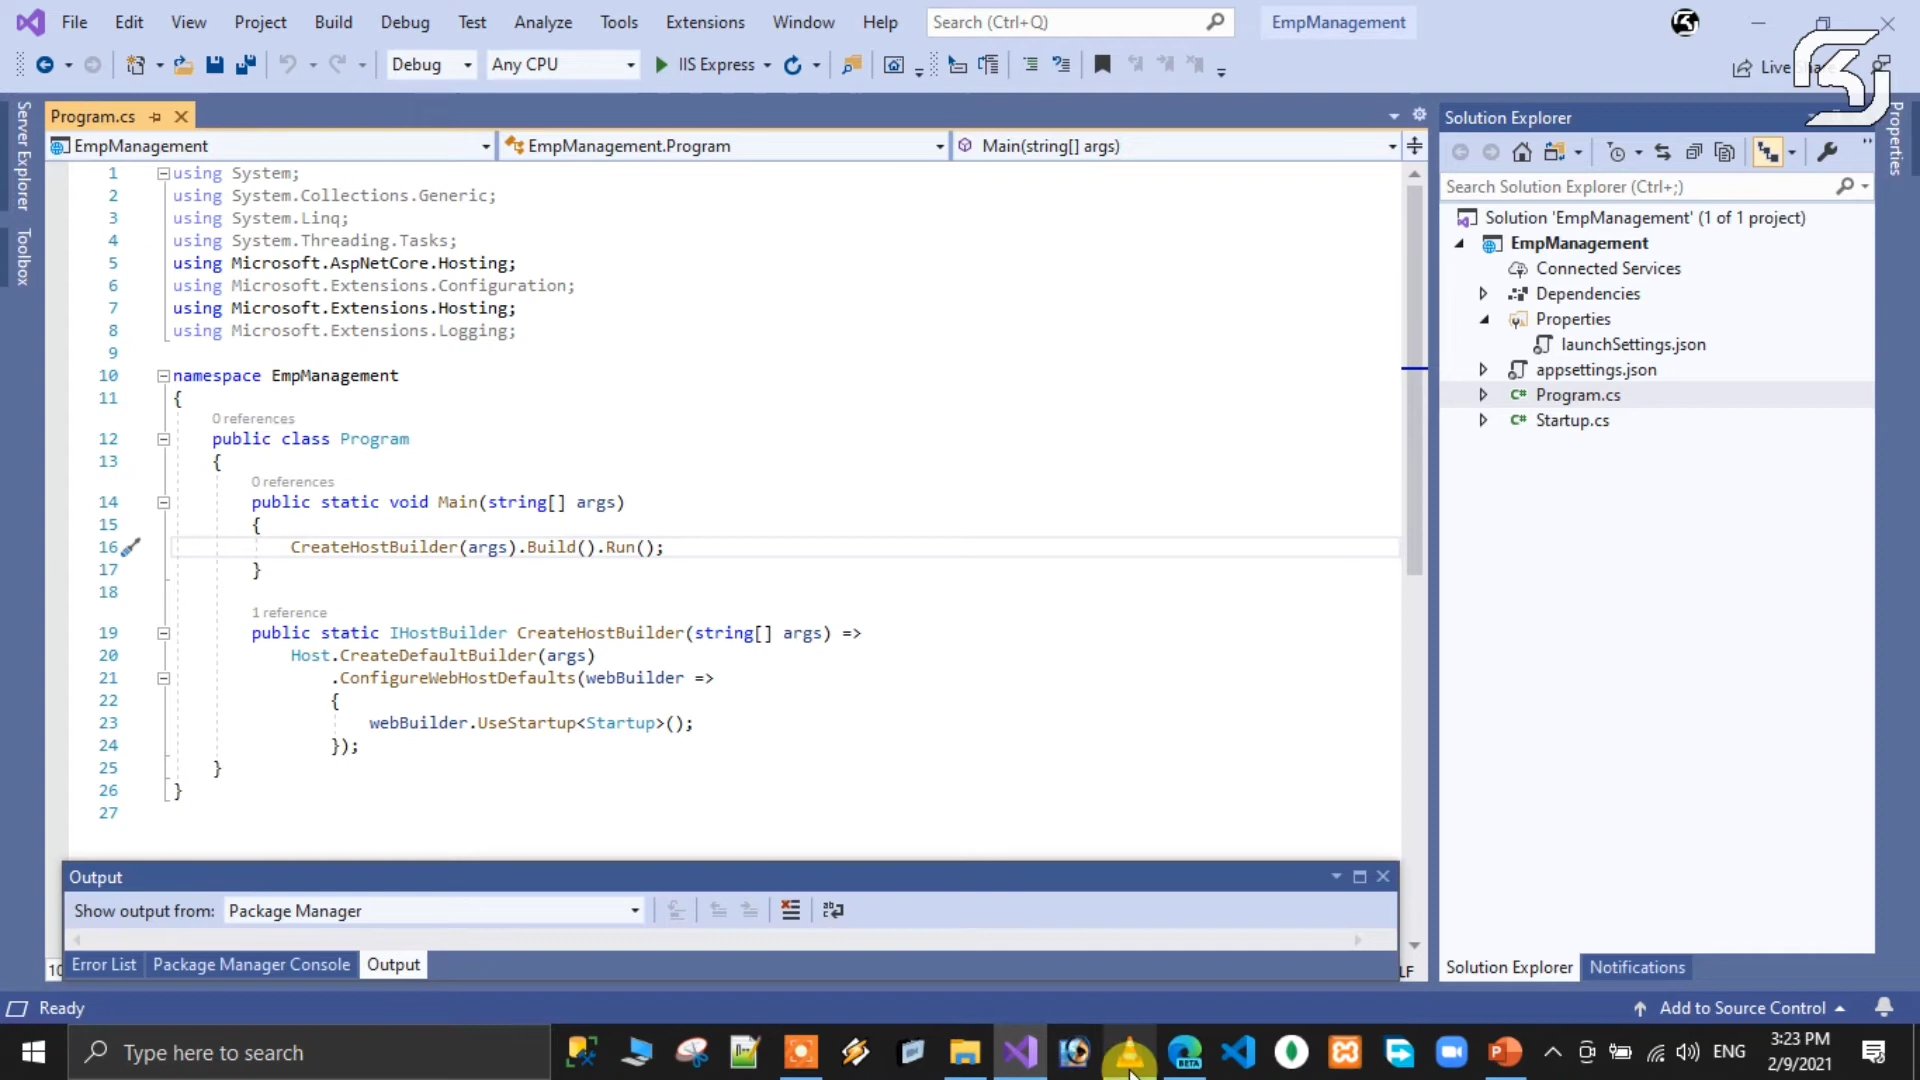 File Edit View Project Build Debug Test Analyze Tools Extensions Window Help Search (Ctrl+Q) EmpManagement
Debug Any CPU IIS Express Live
Server Explorer
Toolbox
Program.cs
EmpManagement EmpManagement.Program Main(string[] args)
1 using System;
2 using System.Collections.Generic;
3 using System.Linq;
4 using System.Threading.Tasks;
5 using Microsoft.AspNetCore.Hosting;
6 using Microsoft.Extensions.Configuration;
7 using Microsoft.Extensions.Hosting;
8 using Microsoft.Extensions.Logging;
9
10 namespace EmpManagement
11 {
0 references
12 public class Program
13 {
0 references
14 public static void Main(string[] args)
15 {
16 CreateHostBuilder(args).Build().Run();
17 }
18
1 reference
19 public static IHostBuilder CreateHostBuilder(string[] args) =>
20 Host.CreateDefaultBuilder(args)
21 .ConfigureWebHostDefaults(webBuilder =>
22 {
23 webBuilder.UseStartup<Startup>();
24 });
25 }
26 }
27
Output
Show output from: Package Manager
Error List Package Manager Console Output
Solution Explorer
Search Solution Explorer (Ctrl+;)
Solution 'EmpManagement' (1 of 1 project)
EmpManagement
Connected Services
Dependencies
Properties
launchSettings.json
appsettings.json
C# Program.cs
C# Startup.cs
Solution Explorer Notifications
Properties
Ready Add to Source Control
Type here to search
BETA
ENG
3:23 PM
2/9/2021